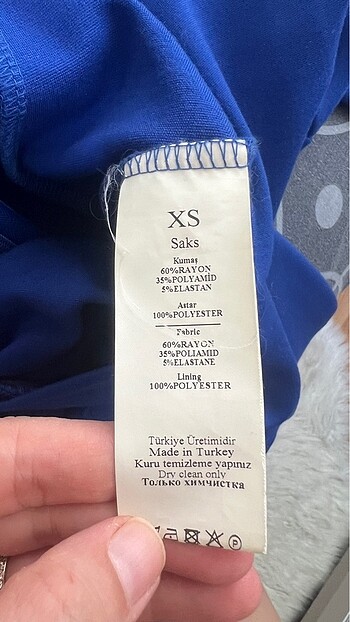 XS
Saks
Kumaş
60%RAYON
35%POLYAMİD
5%ELASTAN
Astar
100%POLYESTER
Fabric
60%RAYON
35%POLIAMID
5%ELASTANE
Lining
100%POLYESTER
Türkiye Üretimidir
Made in Turkey
Kuru temizleme yapınız
Dry clean only
Только химчистка
P